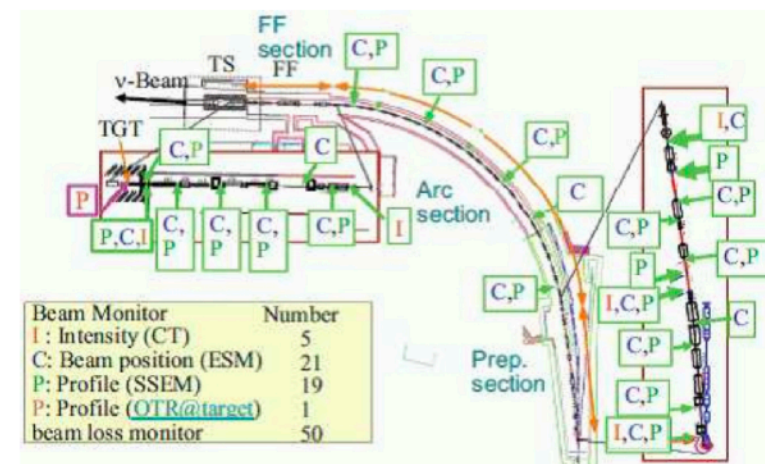 FF
section
C,P
TS
FF
C,P
ν-Beam
I,C
TGT
C,P
P
C,P
C
C,P
P
Arc
section
C
C,P
C,P
P
P,C,I
C,
P
C,
P
C,
P
C,P
I
C,P
I,C,P
C
C,P
Prep.
section
C,P
I,C,P
Beam Monitor Number
I : Intensity (CT) 5
C: Beam position (ESM) 21
P: Profile (SSEM) 19
P: Profile (OTR@target) 1
beam loss monitor 50